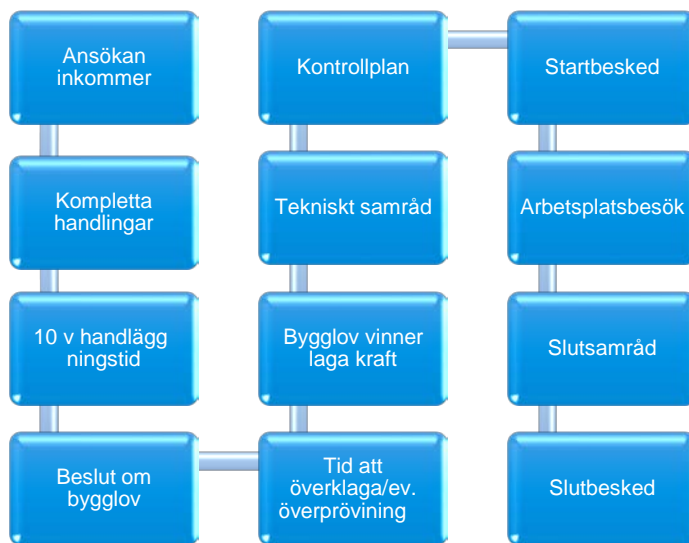 Ansökan
inkommer
Kompletta
handlingar
10 v handlägg
ningstid
Beslut om
bygglov
Tid att
överklaga/ev.
överprövining
Bygglov vinner
laga kraft
Tekniskt samråd
Kontrollplan
Startbesked
Arbetsplatsbesök
Slutsamråd
Slutbesked